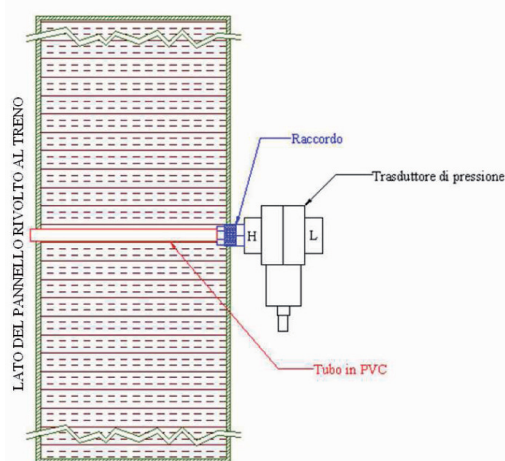 LATO DEL PANNELLO RIVOLTO AL TRENO
Raccordo
Trasduttore di pressione
H
L
Tubo in PVC